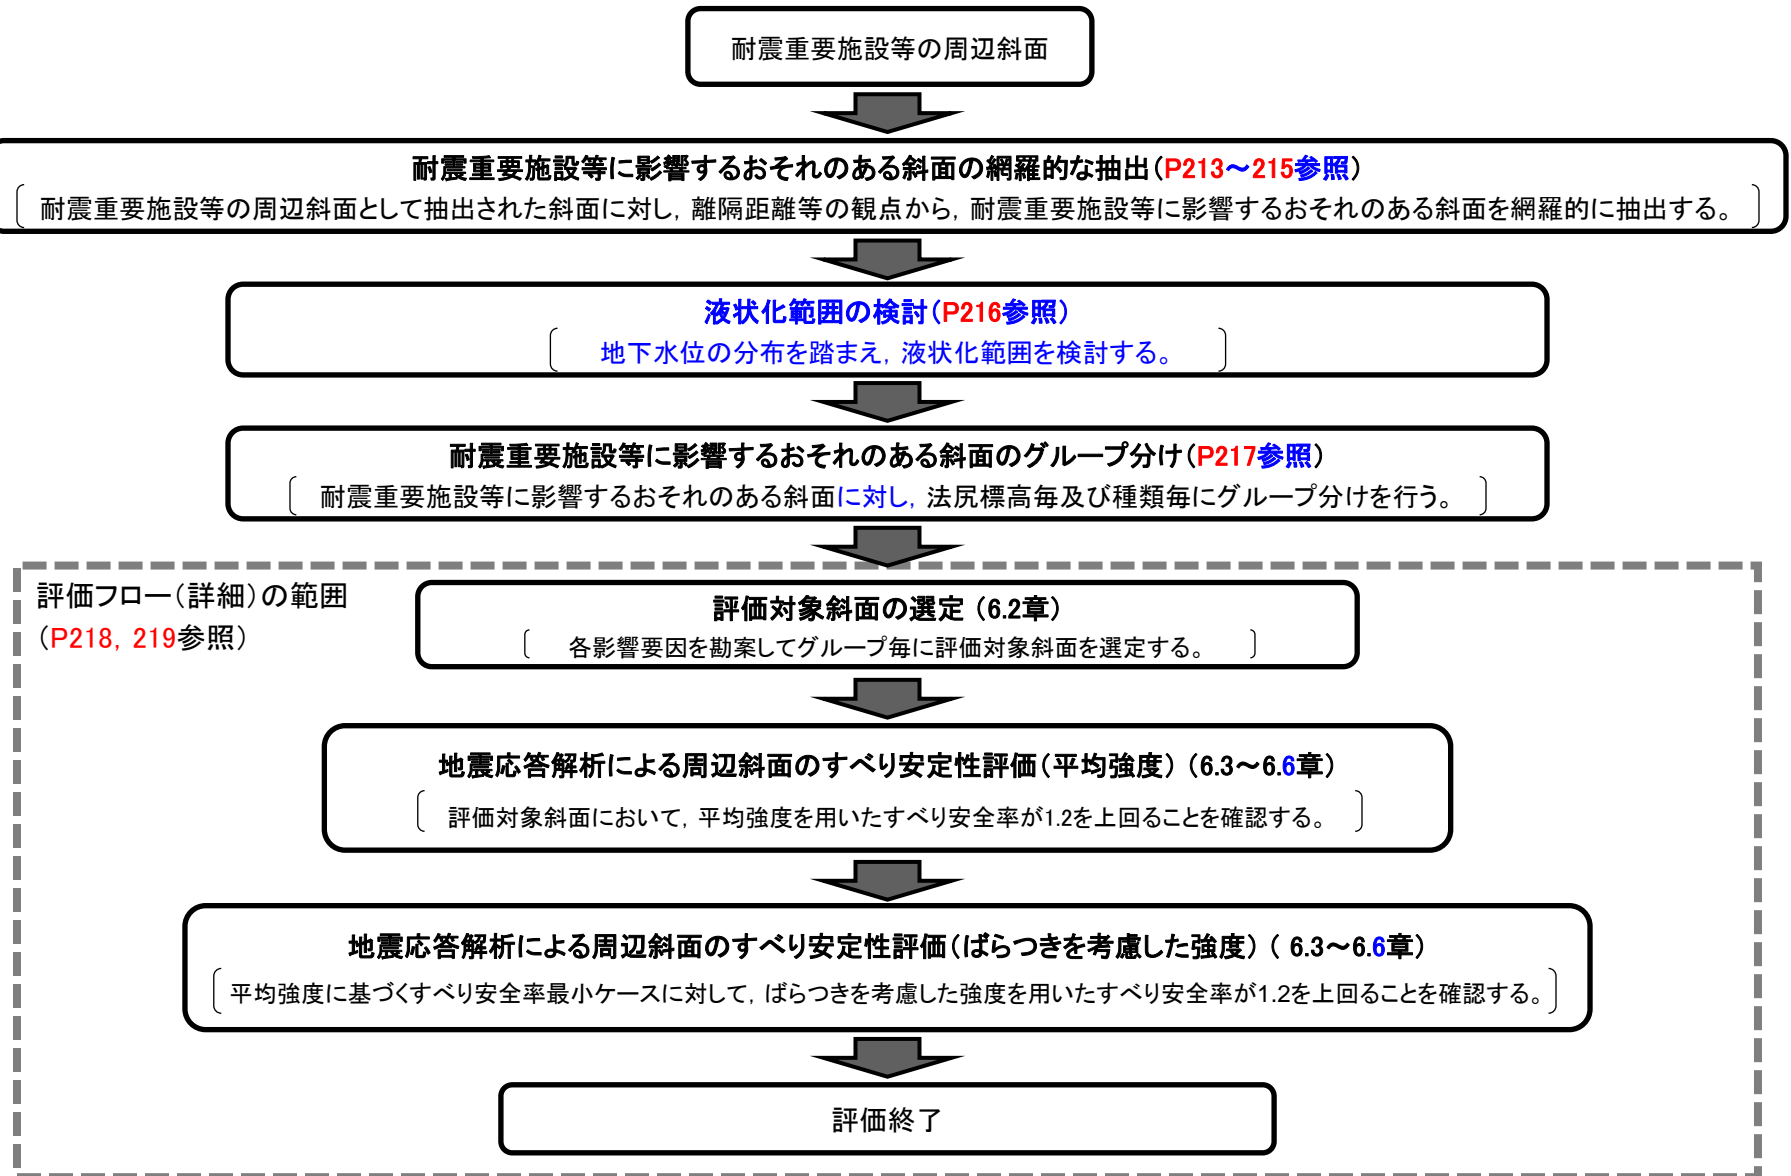 耐震重要施設等の周辺斜面
耐震重要施設等に影響するおそれのある斜面の網羅的な抽出（P213～215参照）
耐震重要施設等の周辺斜面として抽出された斜面に対し，離隔距離等の観点から，耐震重要施設等に影響するおそれのある斜面を網羅的に抽出する。
液状化範囲の検討（P216参照）
地下水位の分布を踏まえ，液状化範囲を検討する。
耐震重要施設等に影響するおそれのある斜面のグループ分け（P217参照）
耐震重要施設等に影響するおそれのある斜面に対し，法尻標高毎及び種類毎にグループ分けを行う。
評価フロー（詳細）の範囲
（P218，219参照）
評価対象斜面の選定（6.2章）
各影響要因を勘案してグループ毎に評価対象斜面を選定する。
地震応答解析による周辺斜面のすべり安定性評価（平均強度）（6.3～6.6章）
評価対象斜面において，平均強度を用いたすべり安全率が1.2を上回ることを確認する。
地震応答解析による周辺斜面のすべり安定性評価（ばらつきを考慮した強度）（ 6.3～6.6章）
平均強度に基づくすべり安全率最小ケースに対して，ばらつきを考慮した強度を用いたすべり安全率が1.2を上回ることを確認する。
評価終了